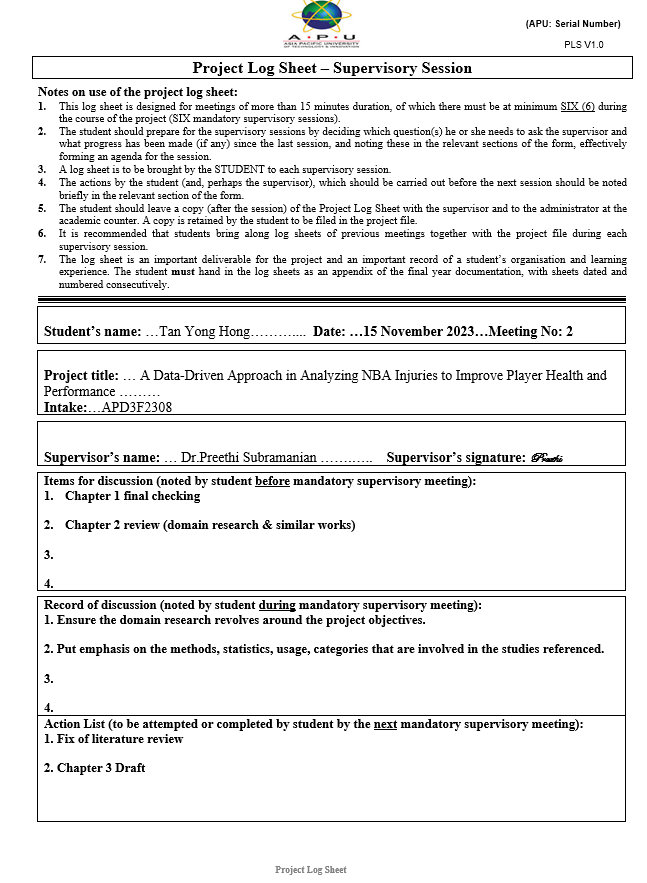 (APU: Serial Number)
A · P · U
ASIA PACIFIC UNIVERSITY
OF TECHNOLOGY & INNOVATION
PLS V1.0
Project Log Sheet – Supervisory Session
Notes on use of the project log sheet:
1. This log sheet is designed for meetings of more than 15 minutes duration, of which there must be at minimum SIX (6) during
the course of the project (SIX mandatory supervisory sessions).
2. The student should prepare for the supervisory sessions by deciding which question(s) he or she needs to ask the supervisor and
what progress has been made (if any) since the last session, and noting these in the relevant sections of the form, effectively
forming an agenda for the session.
3. A log sheet is to be brought by the STUDENT to each supervisory session.
4. The actions by the student (and, perhaps the supervisor), which should be carried out before the next session should be noted
briefly in the relevant section of the form.
5. The student should leave a copy (after the session) of the Project Log Sheet with the supervisor and to the administrator at the
academic counter. A copy is retained by the student to be filed in the project file.
6. It is recommended that students bring along log sheets of previous meetings together with the project file during each
supervisory session.
7. The log sheet is an important deliverable for the project and an important record of a student's organisation and learning
experience. The student must hand in the log sheets as an appendix of the final year documentation, with sheets dated and
numbered consecutively.
Student's name: …Tan Yong Hong……….... Date: …15 November 2023…Meeting No: 2
Project title: … A Data-Driven Approach in Analyzing NBA Injuries to Improve Player Health and
Performance ………
Intake:…APD3F2308
Supervisor's name: … Dr.Preethi Subramanian ……….. Supervisor's signature: Preethi
Items for discussion (noted by student before mandatory supervisory meeting):
1. Chapter 1 final checking
2. Chapter 2 review (domain research & similar works)
3.
4.
Record of discussion (noted by student during mandatory supervisory meeting):
1. Ensure the domain research revolves around the project objectives.
2. Put emphasis on the methods, statistics, usage, categories that are involved in the studies referenced.
3.
4.
Action List (to be attempted or completed by student by the next mandatory supervisory meeting):
1. Fix of literature review
2. Chapter 3 Draft
Project Log Sheet